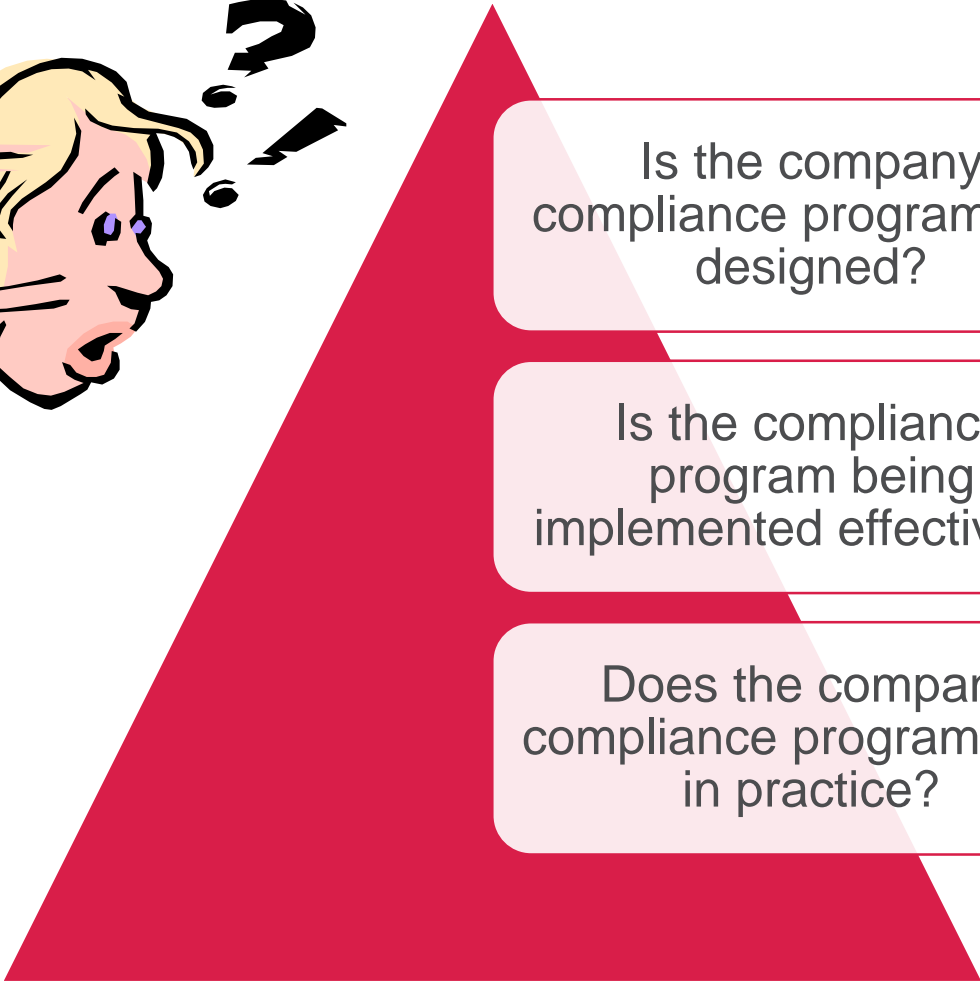 Is the company
compliance program
designed?
Is the complianc
program being
implemented effectiv
Does the compan
compliance program
in practice?